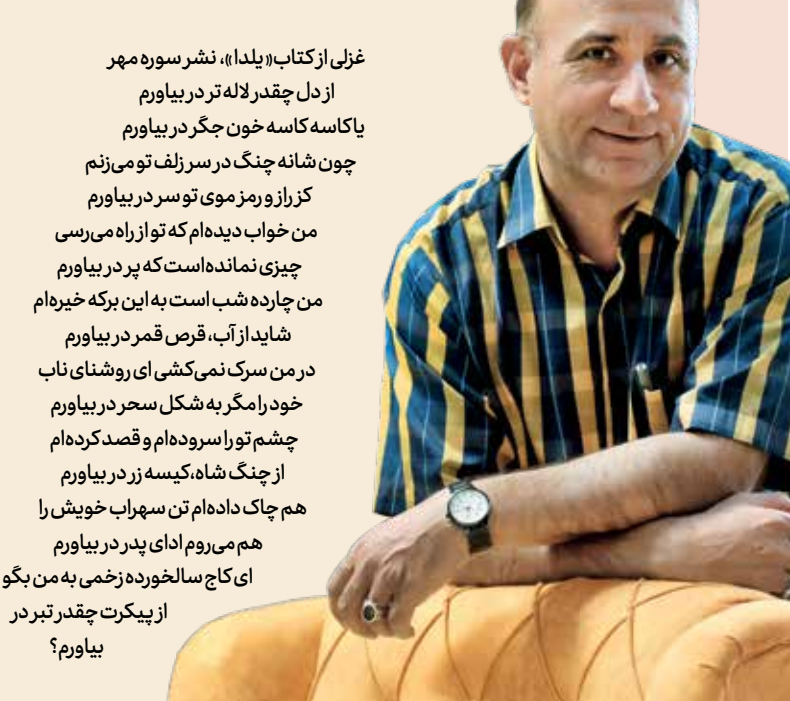 غزلی از کتاب «یلدا»، نشر سوره مهر
از دل چقدر لاله تر در بیاورم
یا کاسه کاسه خون جگر در بیاورم
چون شانه چنگ در سر زلف تو می‌زنم
کز راز و رمز موی تو سر در بیاورم
من خواب دیده‌ام که تو از راه می‌رسی
چیزی نمانده است که پر در بیاورم
من چارده شب است به این برکه خیره‌ام
شاید از آب، قرص قمر در بیاورم
در من سرک نمی‌کشی ای روشنای ناب
خود را مگر به شکل سحر در بیاورم
چشم تو را سروده‌ام و قصد کرده‌ام
از چنگ شاه، کیسه زر در بیاورم
هم چاک داده‌ام تن سهراب خویش را
هم می‌روم ادای پدر در بیاورم
ای کاج سالخورده زخمی به من بگو
از پیکرت چقدر تبر در
بیاورم؟